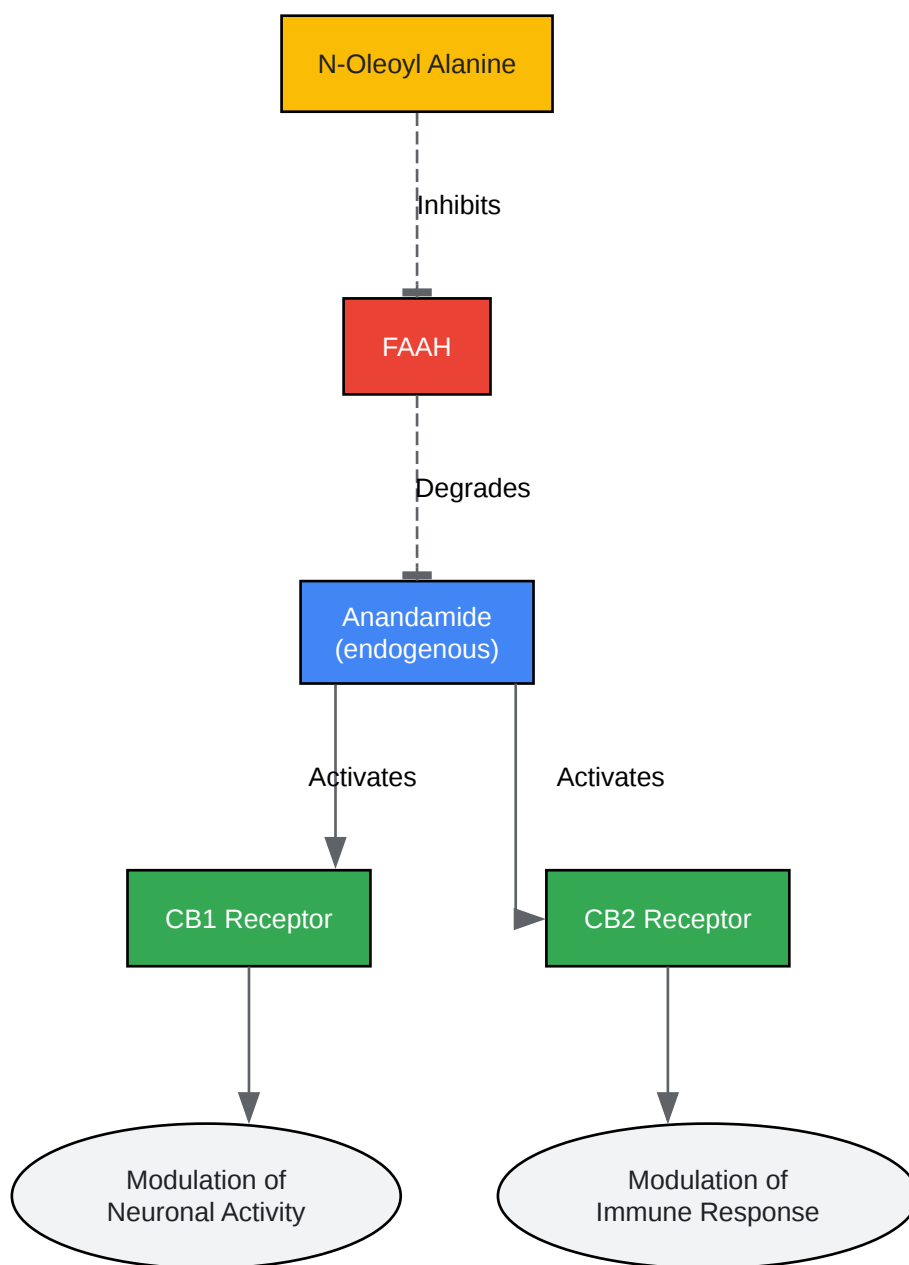 N-Oleoyl Alanine
Inhibits
FAAH
Degrades
Anandamide
(endogenous)
Activates
Activates
CB1 Receptor
CB2 Receptor
Modulation of
Neuronal Activity
Modulation of
Immune Response